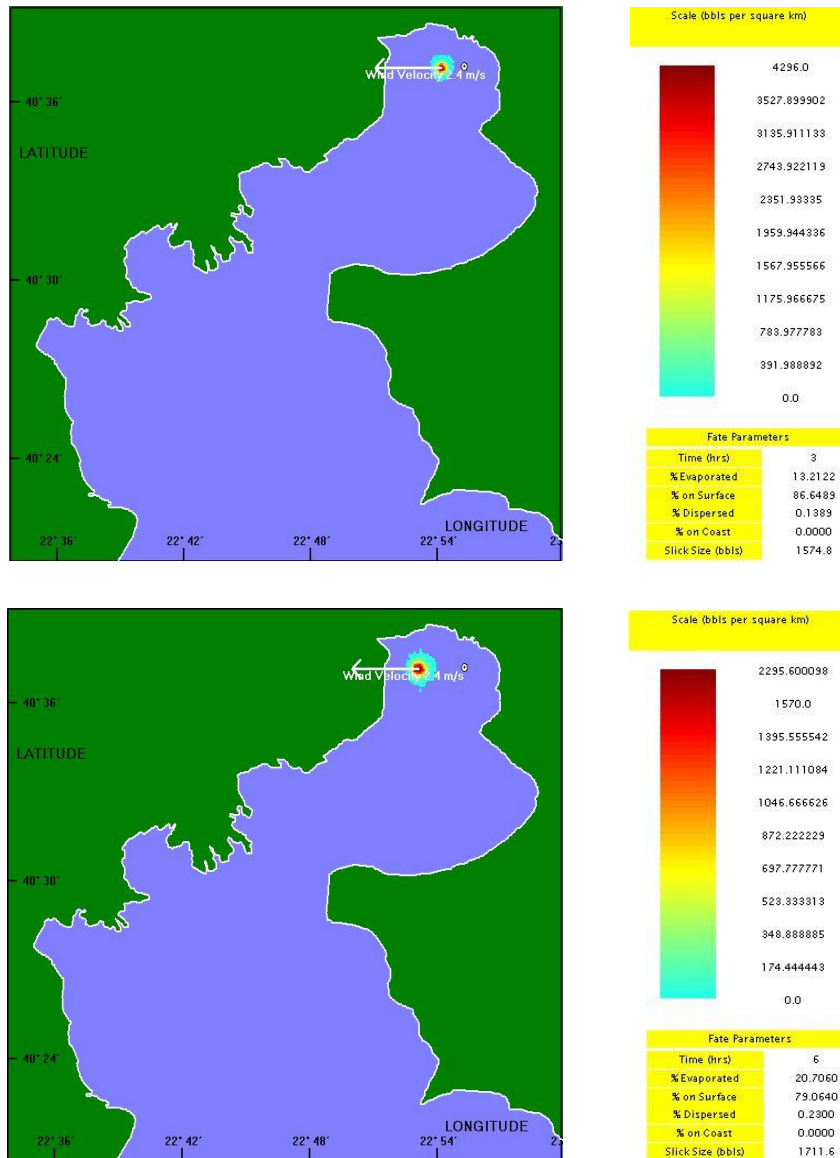 Scale (bbls per square km)
4296.0
Wind Velocity 2.4 m/s
3527.899902
40° 36'
3135.911133
2743.922119
LATITUDE
2351.93335
1959.944336
40° 30'
1567.955566
1175.966675
783.977783
391.988892
0.0
Fate Parameters
40° 24'
Time (hrs) 3
% Evaporated 13.2122
% on Surface 86.6489
% Dispersed 0.1389
LONGITUDE
% on Coast 0.0000
22° 36' 22° 42' 22° 48' 22° 54'
Slick Size (bbls) 1574.8
Scale (bbls per square km)
2295.600098
Wind Velocity 2.4 m/s
1570.0
40° 36'
1395.555542
1221.111084
LATITUDE
1046.666626
872.222229
40° 30'
697.777771
523.333313
348.888885
174.444443
0.0
Fate Parameters
40° 24'
Time (hrs) 6
% Evaporated 20.7060
% on Surface 79.0640
% Dispersed 0.2300
LONGITUDE
% on Coast 0.0000
22° 36' 22° 42' 22° 48' 22° 54'
Slick Size (bbls) 1711.6